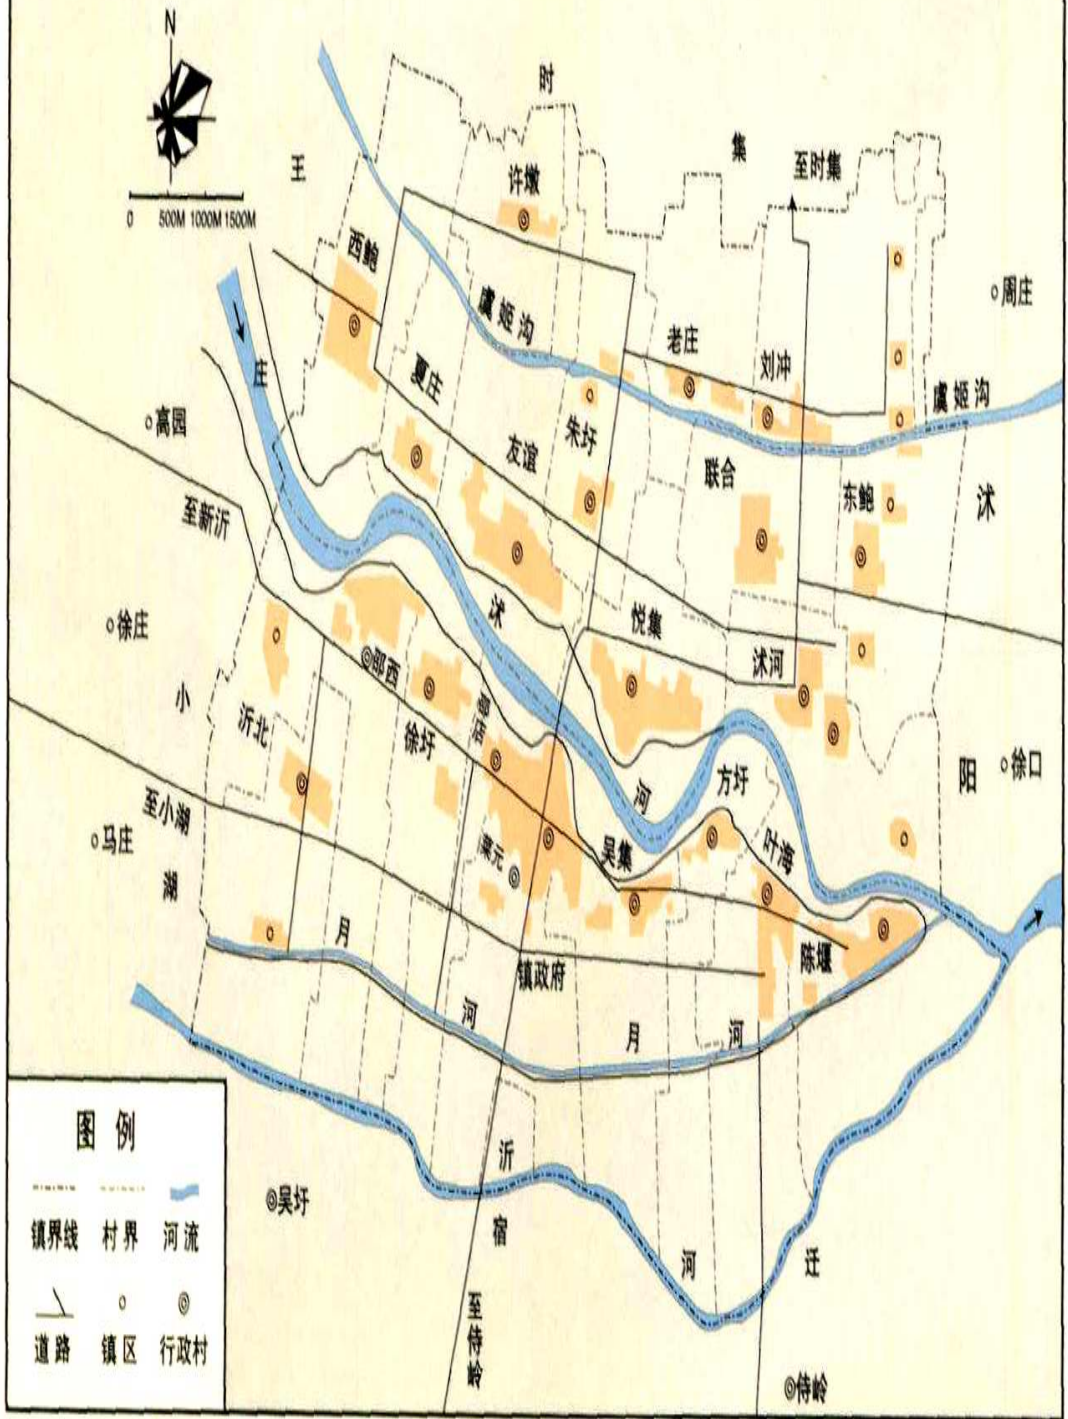 N
时
集
至时集
王
0 500M 1000M 1500M
许墩
西鲍
周庄
虞姬沟
老庄
刘冲
庄
夏庄
虞姬沟
高园
朱圩
友谊
联合
东鲍
沭
至新沂
沭
悦集
沭河
徐庄
邵西
小
沂北
徐圩
河
方圩
阳
徐口
至小湖
马庄
吴集
叶海
湖
月
镇政府
陈堰
河
月
河
图例
镇界线
村界
河流
道路
镇区
行政村
沂
吴圩
宿
河
迁
至侍岭
侍岭